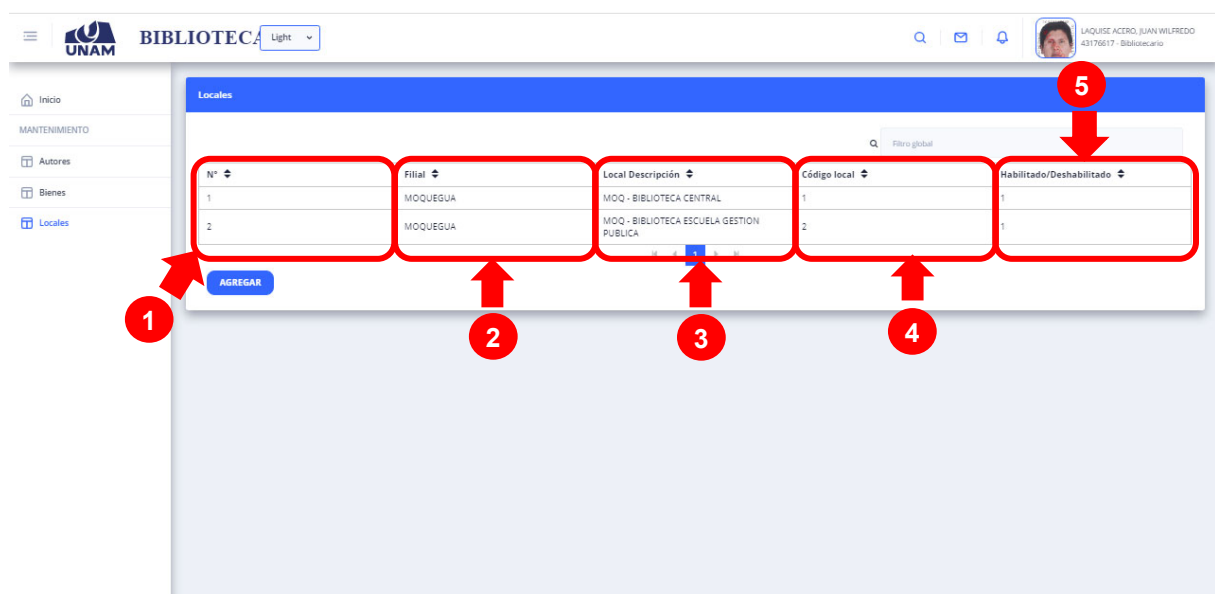 UNAM
BIBLIOTECA
Light
LAQUISE ACERO, JUAN WILFREDO
43176617 - Bibliotecario
Inicio
MANTENIMIENTO
Autores
Bienes
Locales
Locales
5
Filtro global
N° Filial Local Descripción Código local Habilitado/Deshabilitado
1 MOQUEGUA MOQ - BIBLIOTECA CENTRAL 1 1
2 MOQUEGUA MOQ - BIBLIOTECA ESCUELA GESTION PUBLICA 2 1
1
AGREGAR
1
2
3
4